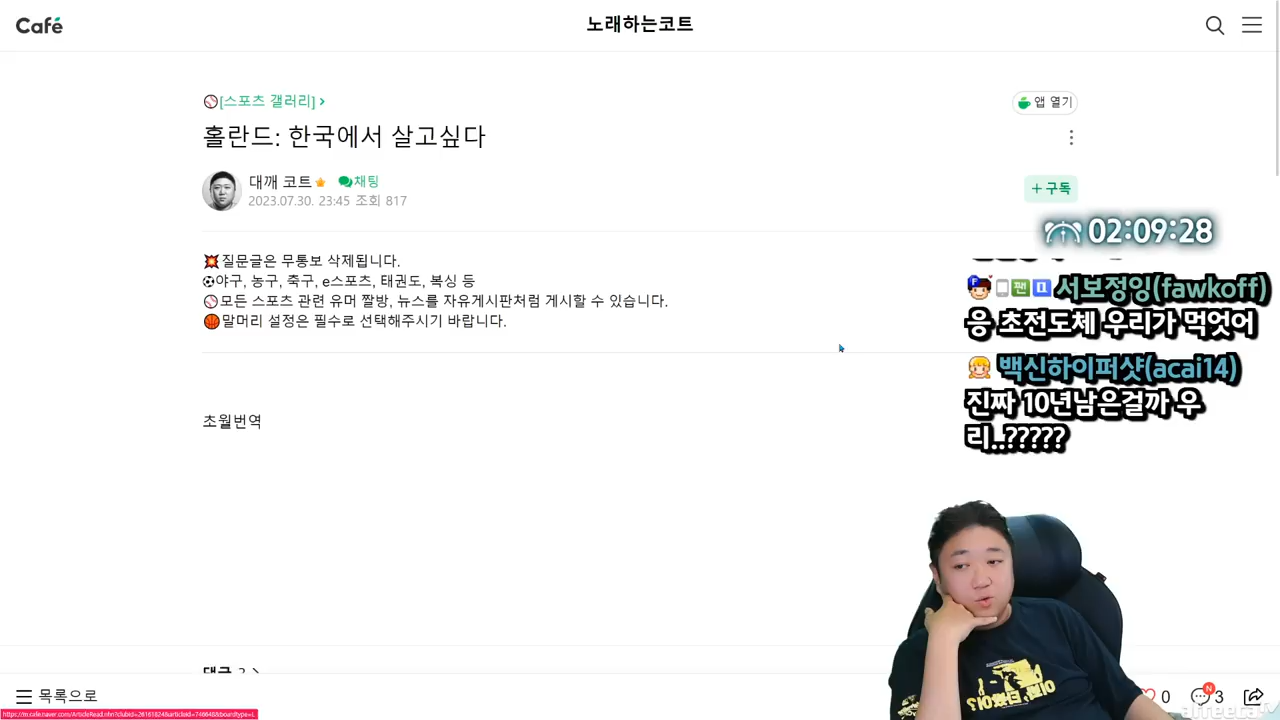 Café
노래하는코트
[스포츠 갤러리] >
앱 열기
홀란드: 한국에서 살고싶다
대깨 코트 채팅
2023.07.30. 23:45 조회 817
+ 구독
02:09:28
질문글은 무통보 삭제됩니다.
야구, 농구, 축구, e스포츠, 태권도, 복싱 등
모든 스포츠 관련 유머 짤방, 뉴스를 자유게시판처럼 게시할 수 있습니다.
말머리 설정은 필수로 선택해주시기 바랍니다.
서보정잉(fawkoff)
응 초전도체 우리가 먹엇어
백신하이퍼샷(acai14)
진짜 10년남은걸까 우
리..?????
초월번역
댓글 3 >
목록으로
0
N
3
afreecaTV